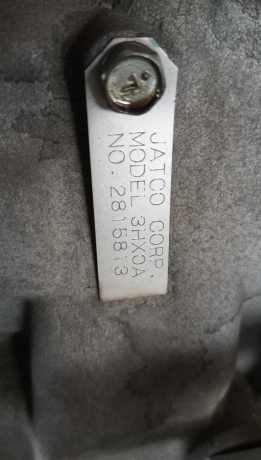 JATCO CORP.
MODEL 3HX0A
NO. 2815813